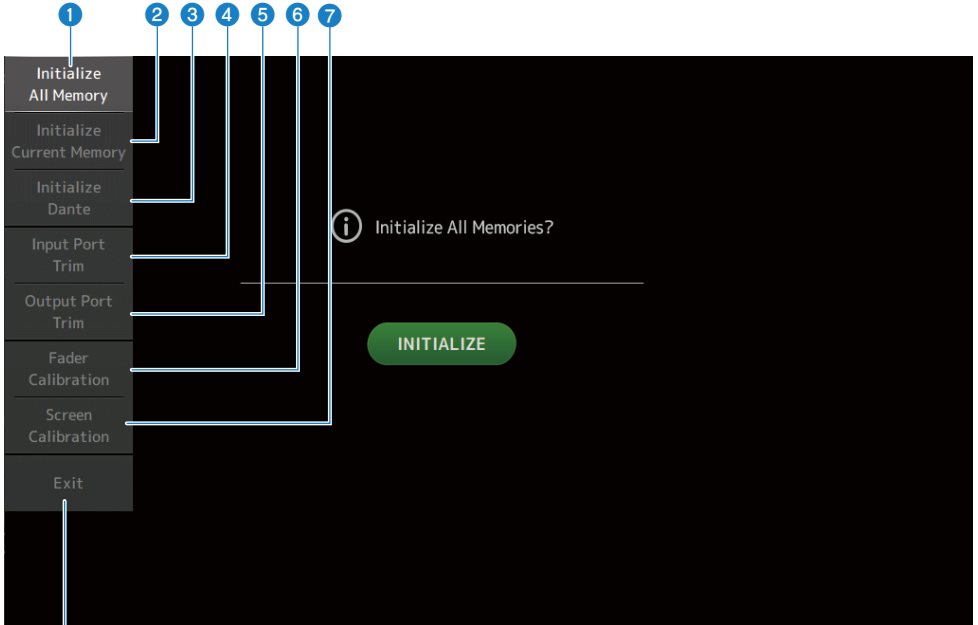 1 2 3 4 5 6 7
Initialize
All Memory
Initialize
Current Memory
Initialize
Dante
Input Port
Trim
Output Port
Trim
Fader
Calibration
Screen
Calibration
Exit
Initialize All Memories?
INITIALIZE